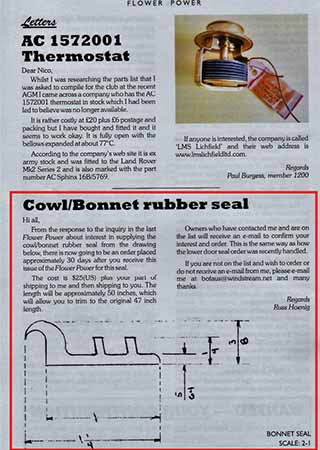 FLOWER POWER
Letters
AC 1572001
Thermostat
Dear Nico,
Whilst I was researching the parts list that I
was asked to compile for the club at the recent
AGM I came across a company who has the AC
1572001 thermostat in stock which I had been
led to believe was no longer available.
It is rather costly at £20 plus £6 postage and
packing but I have bought and fitted it and it
seems to work okay. It is fully open with the
bellows expanded at about 77°C.
According to the company's web site it is ex
army stock and was fitted to the Land Rover
Mk2 Series 2 and is also marked with the part
number AC Sphinx 16B/5769.
If anyone is interested, the company is called
'LMS Lichfield' and their web address is
www.lmslichfieldltd.com.
Regards
Paul Burgess, member 1200
Cowl/Bonnet rubber seal
Hi all,
From the response to the inquiry in the last
Flower Power about interest in supplying the
cowl/bonnet rubber seal from the drawing
below, there is now going to be an order placed
approximately 30 days after you receive this
issue of the Flower Power for this seal.
The cost is $25(US) plus your part of
shipping to me and then shipping to you. The
length will be approximately 50 inches, which
will allow you to trim to the original 47 inch
length.
Owners who have contacted me and are on
the list will receive an e-mail to confirm your
interest and order. This is the same way as how
the lower door seal order was recently handled.
If you are not on the list and wish to order or
do not receive an e-mail from me, please e-mail
me at bofaus@windstream.net and many
thanks.
Regards
Russ Hoenig
BONNET SEAL
SCALE: 2-1